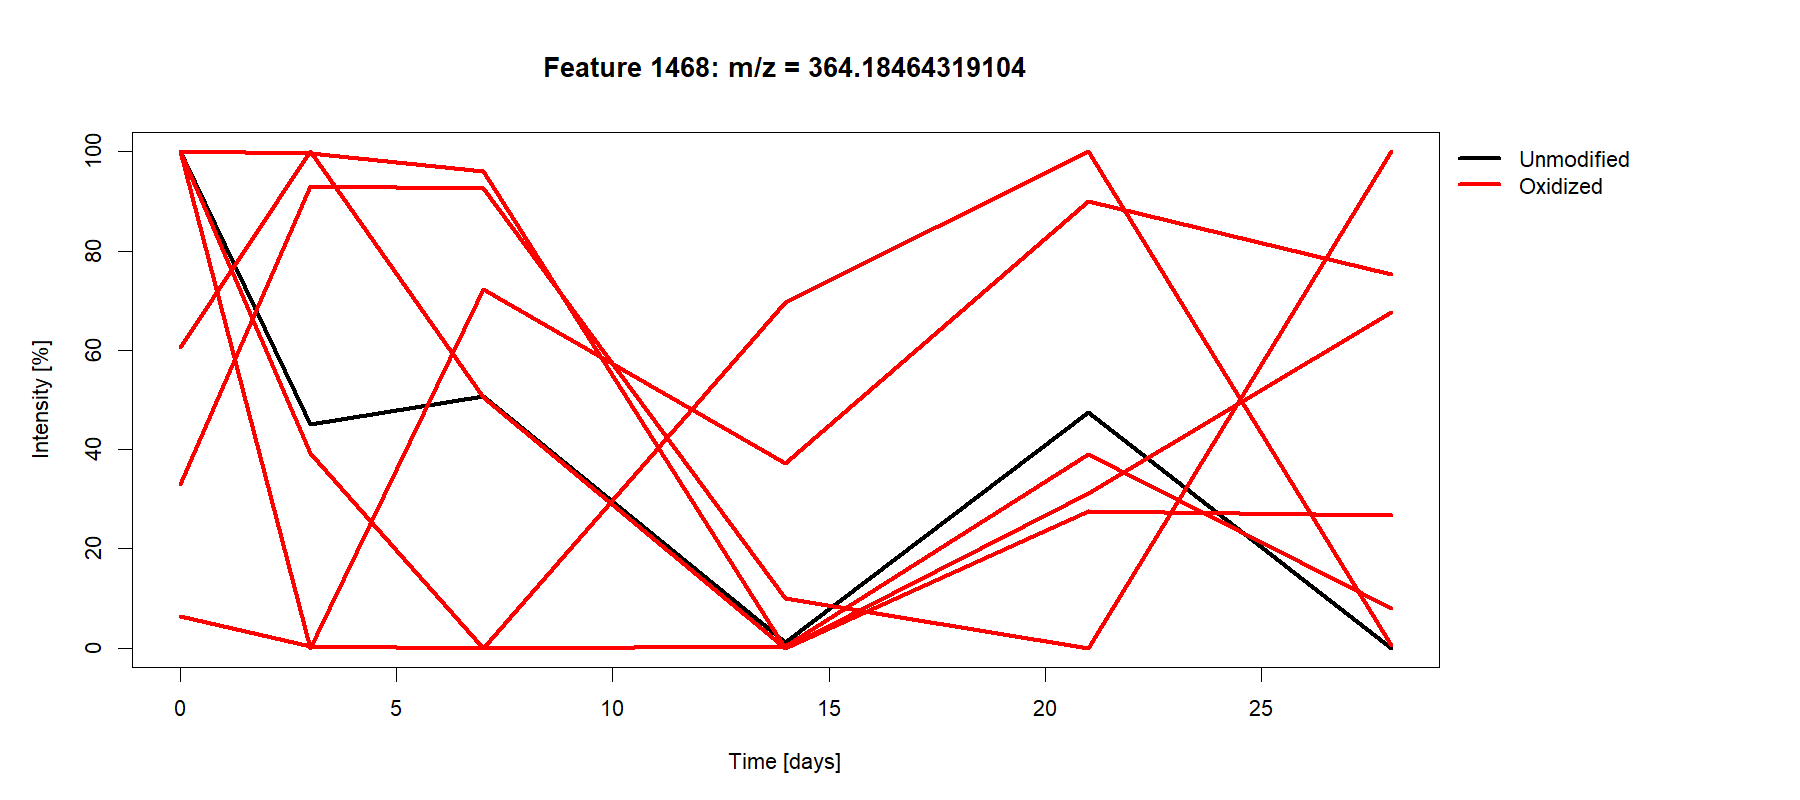 Feature 1468: m/z = 364.18464319104
Unmodified
Oxidized
Intensity [%]
100
80
60
40
20
0
0 5 10 15 20 25
Time [days]